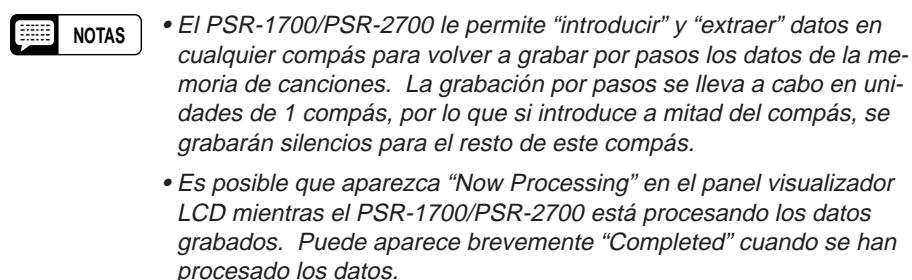 NOTAS
• El PSR-1700/PSR-2700 le permite “introducir” y “extraer” datos en
cualquier compás para volver a grabar por pasos los datos de la me-
moria de canciones. La grabación por pasos se lleva a cabo en uni-
dades de 1 compás, por lo que si introduce a mitad del compás, se
grabarán silencios para el resto de este compás.
• Es posible que aparezca “Now Processing” en el panel visualizador
LCD mientras el PSR-1700/PSR-2700 está procesando los datos
grabados. Puede aparece brevemente “Completed” cuando se han
procesado los datos.